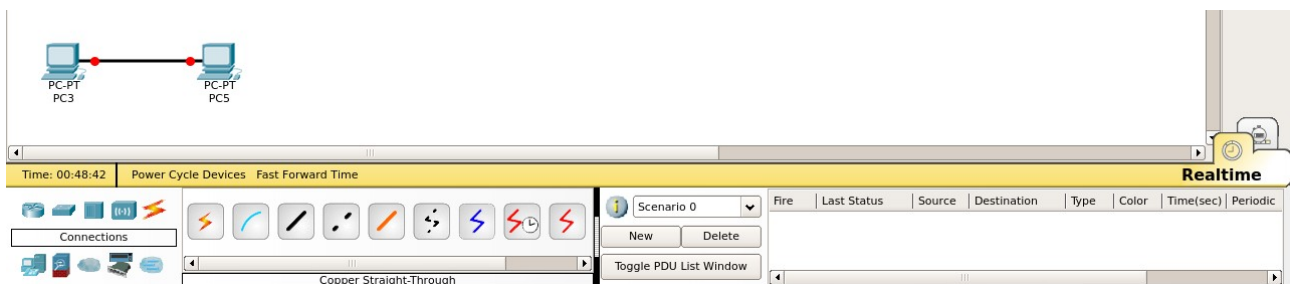 PC-PT
PC3
PC-PT
PC5
Time: 00:48:42 Power Cycle Devices Fast Forward Time
Realtime
Connections
Copper Straight-Through
Scenario 0
New Delete
Toggle PDU List Window
Fire Last Status Source Destination Type Color Time(sec) Periodic